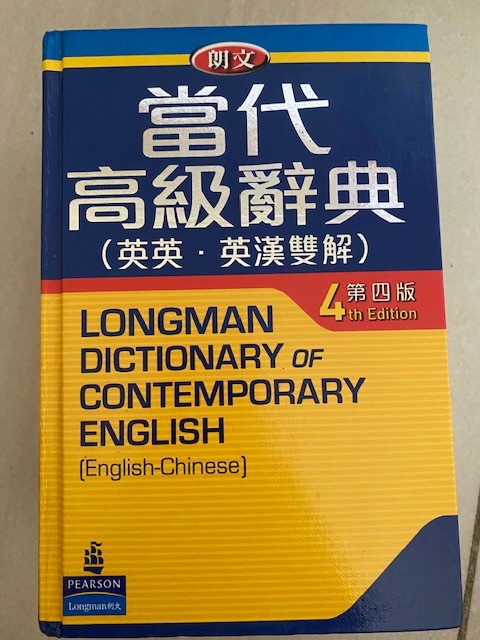 朗文
當代
高級辭典
（英英．英漢雙解）
第四版
4th Edition
LONGMAN
DICTIONARY OF
CONTEMPORARY
ENGLISH
[English-Chinese]
PEARSON
Longman朗文